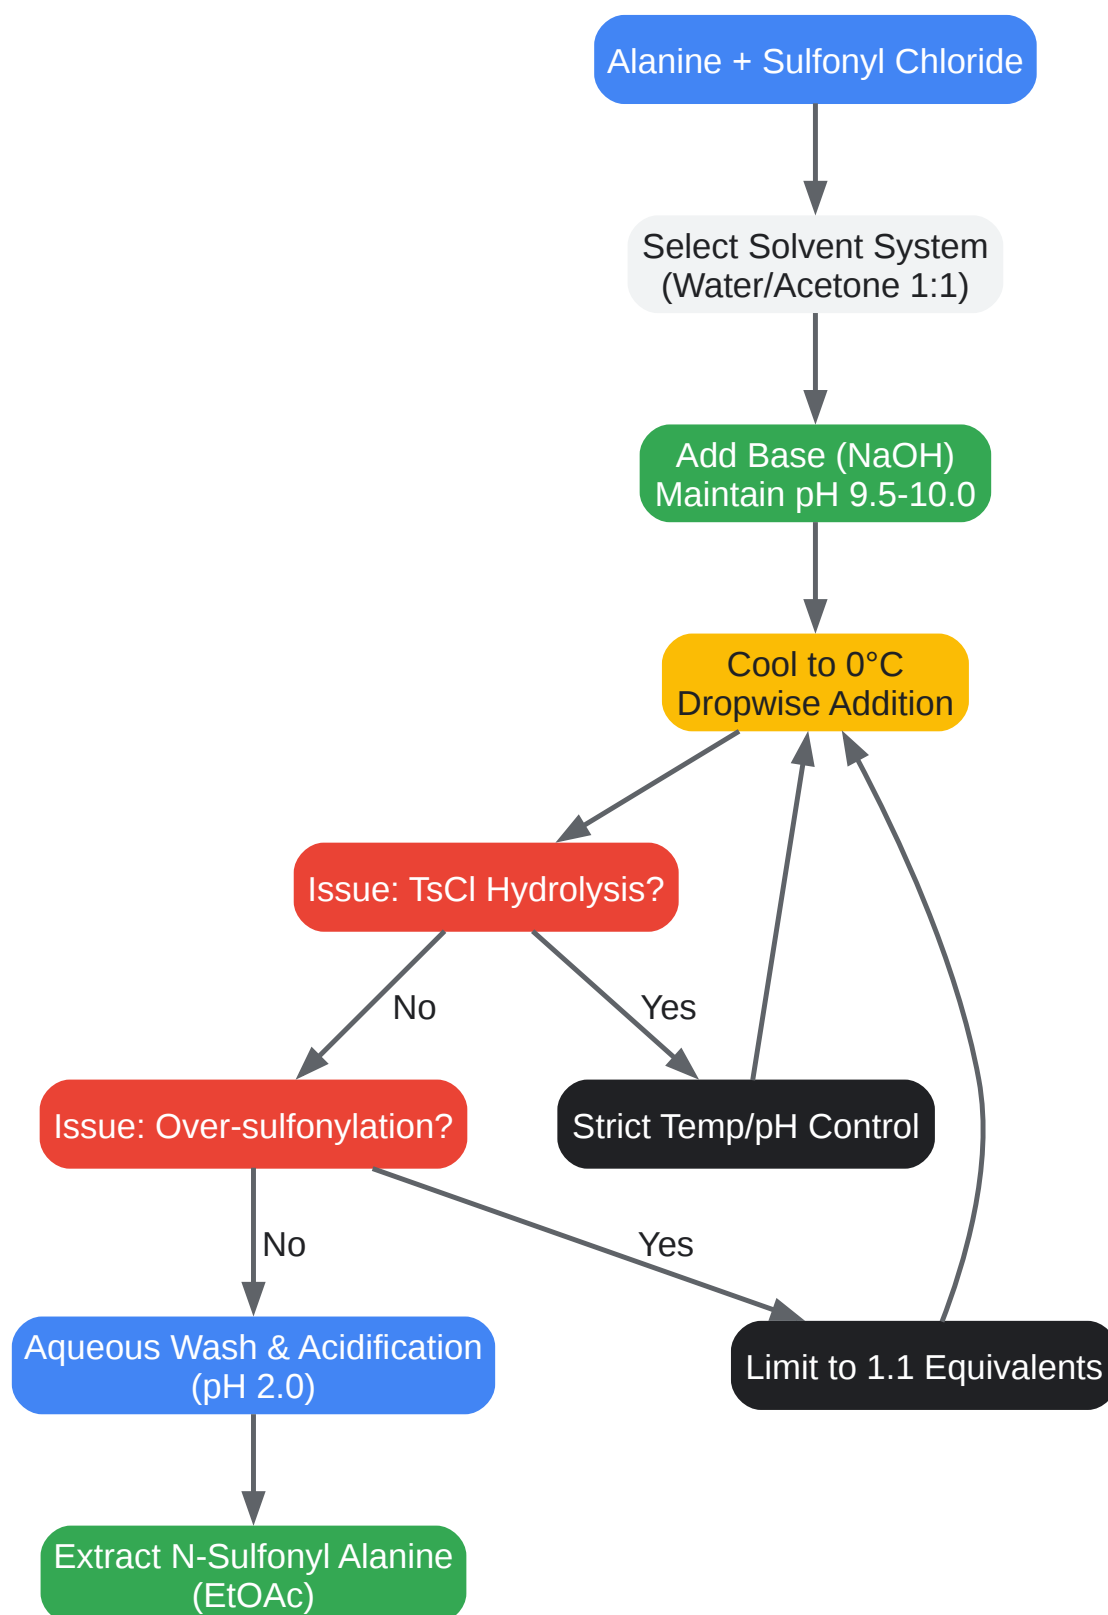 Alanine + Sulfonyl Chloride
Select Solvent System
(Water/Acetone 1:1)
Add Base (NaOH)
Maintain pH 9.5-10.0
Cool to 0°C
Dropwise Addition
Issue: TsCl Hydrolysis?
No
Yes
Issue: Over-sulfonylation?
Strict Temp/pH Control
No
Yes
Aqueous Wash & Acidification
(pH 2.0)
Limit to 1.1 Equivalents
Extract N-Sulfonyl Alanine
(EtOAc)